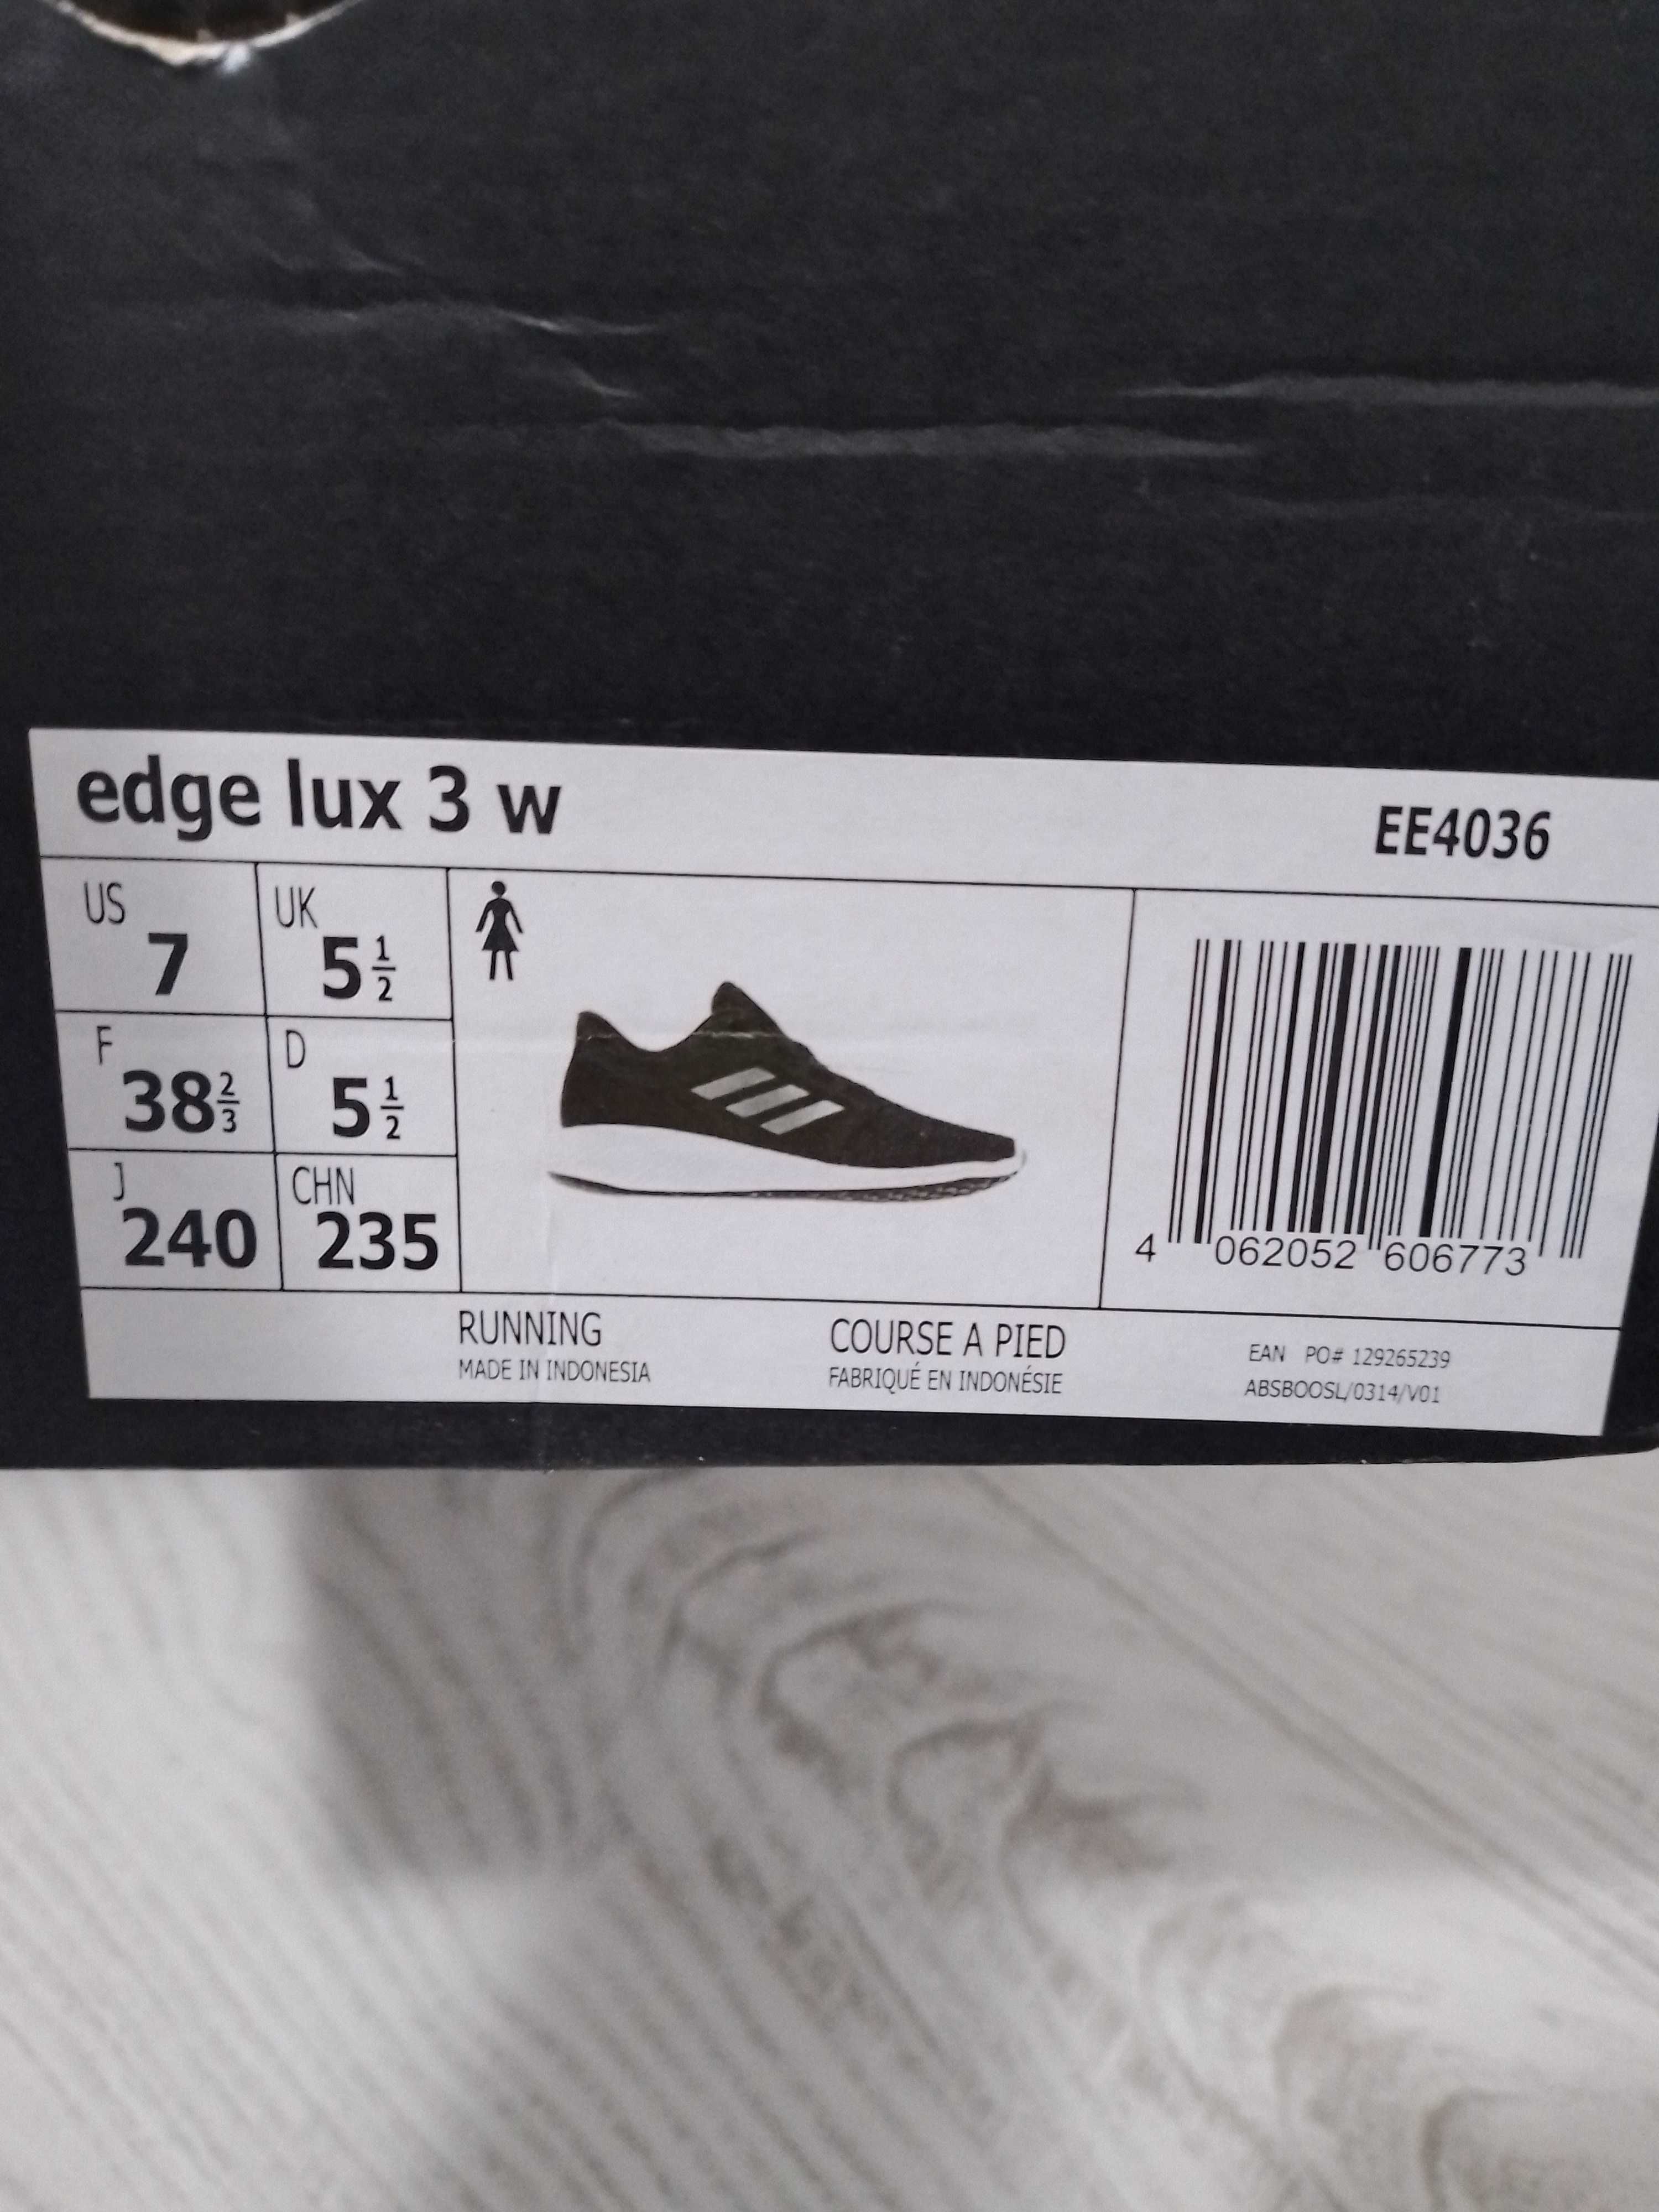 edge lux 3 w
EE4036
US
7
UK
5 1/2
F
38 2/3
D
5 1/2
J
240
CHN
235
4 062052 606773
RUNNING
MADE IN INDONESIA
COURSE A PIED
FABRIQUÉ EN INDONÉSIE
EAN PO# 129265239
ABSBOOSL/0314/V01